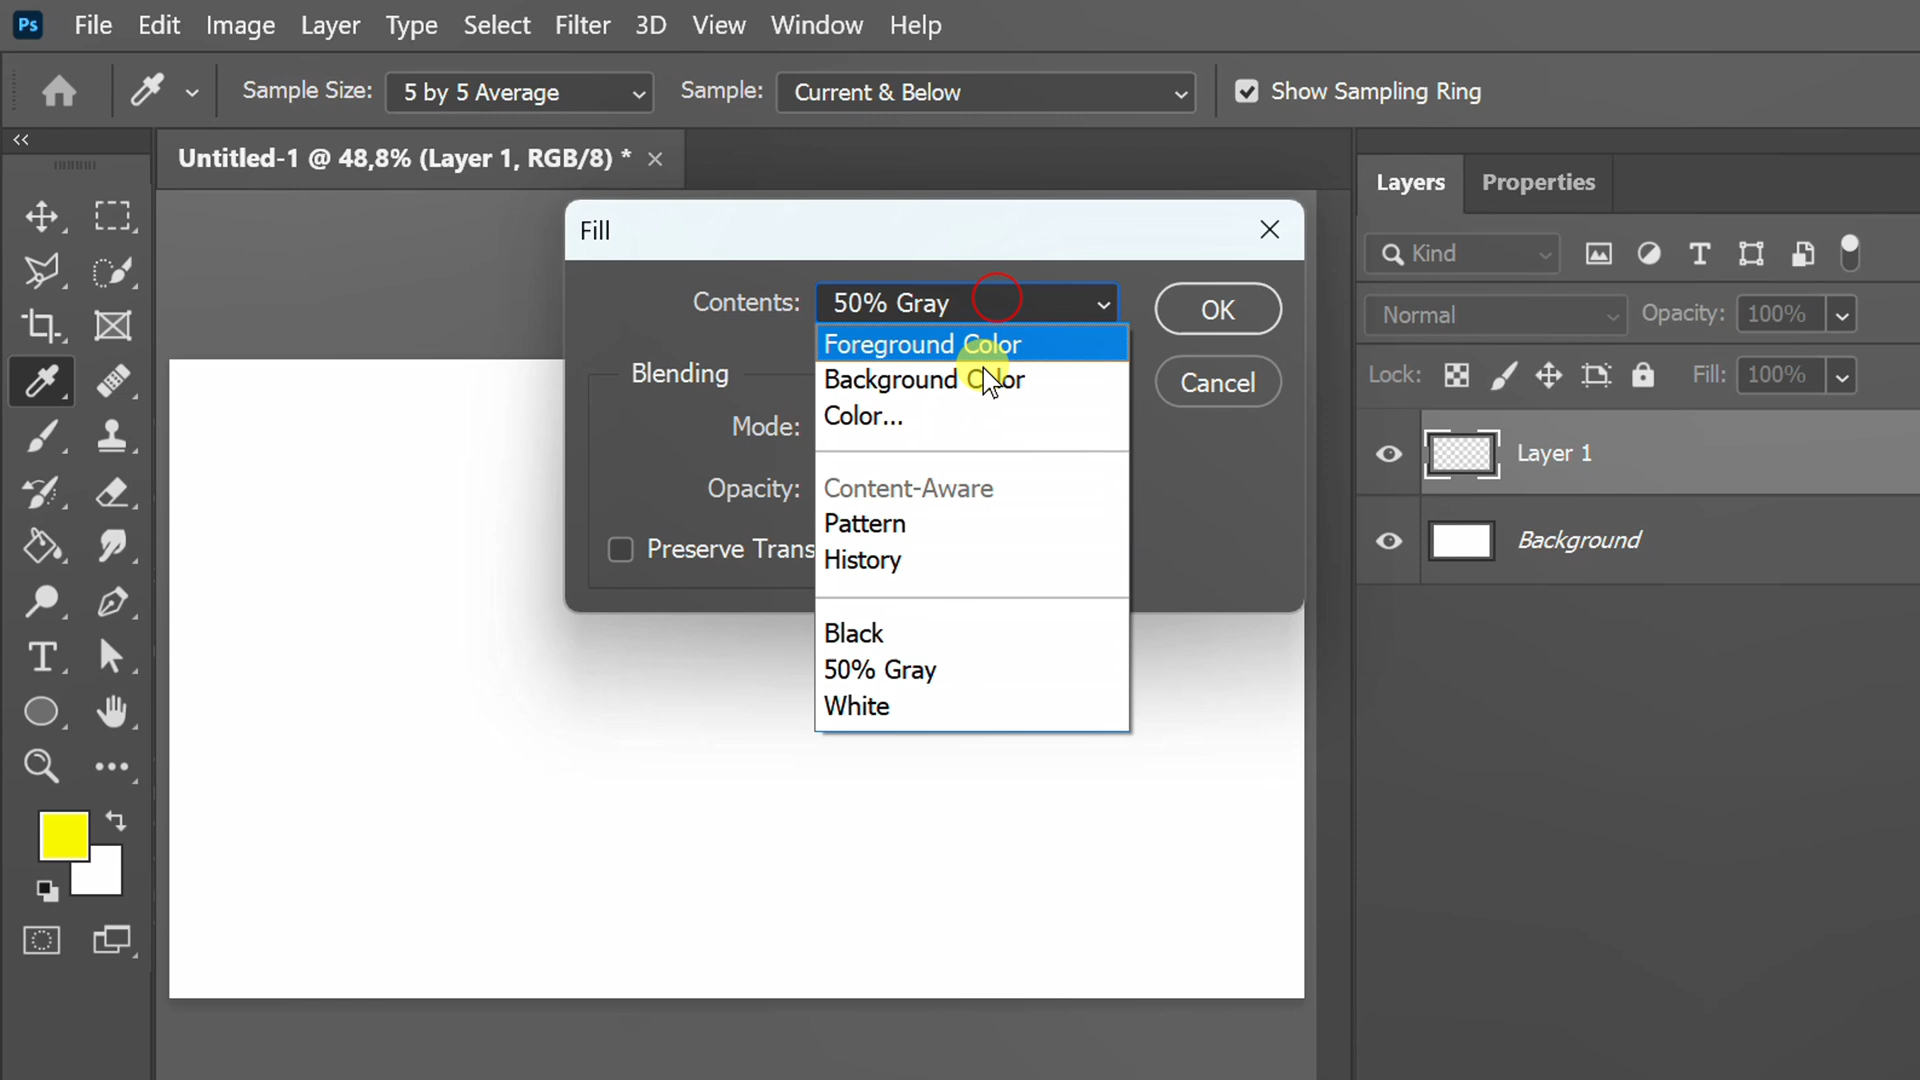 Ps File Edit Image Layer Type Select Filter 3D View Window Help
Sample Size: 5 by 5 Average Sample: Current & Below Show Sampling Ring
Untitled-1 @ 48,8% (Layer 1, RGB/8) *
Fill
Contents: 50% Gray
Foreground Color
Background Color
Color...
Content-Aware
Pattern
History
Black
50% Gray
White
Blending
Mode:
Opacity:
Preserve Trans
OK
Cancel
Layers Properties
Kind
Normal Opacity: 100%
Lock: Fill: 100%
Layer 1
Background